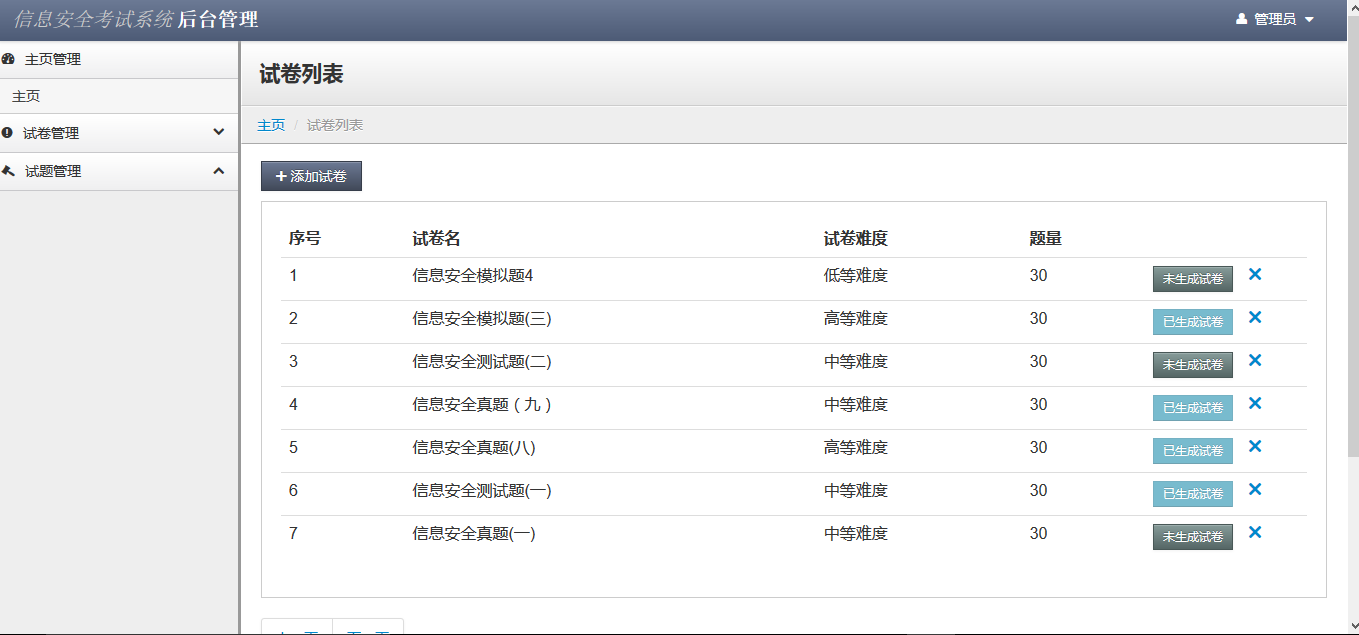 信息安全考试系统 后台管理 管理员
主页管理
主页
试卷管理
试题管理
试卷列表
主页 / 试卷列表
添加试卷
序号 试卷名 试卷难度 题量
1 信息安全模拟题4 低等难度 30 未生成试卷
2 信息安全模拟题(三) 高等难度 30 已生成试卷
3 信息安全测试题(二) 中等难度 30 未生成试卷
4 信息安全真题（九） 中等难度 30 已生成试卷
5 信息安全真题(八) 高等难度 30 已生成试卷
6 信息安全测试题(一) 中等难度 30 已生成试卷
7 信息安全真题(一) 中等难度 30 未生成试卷